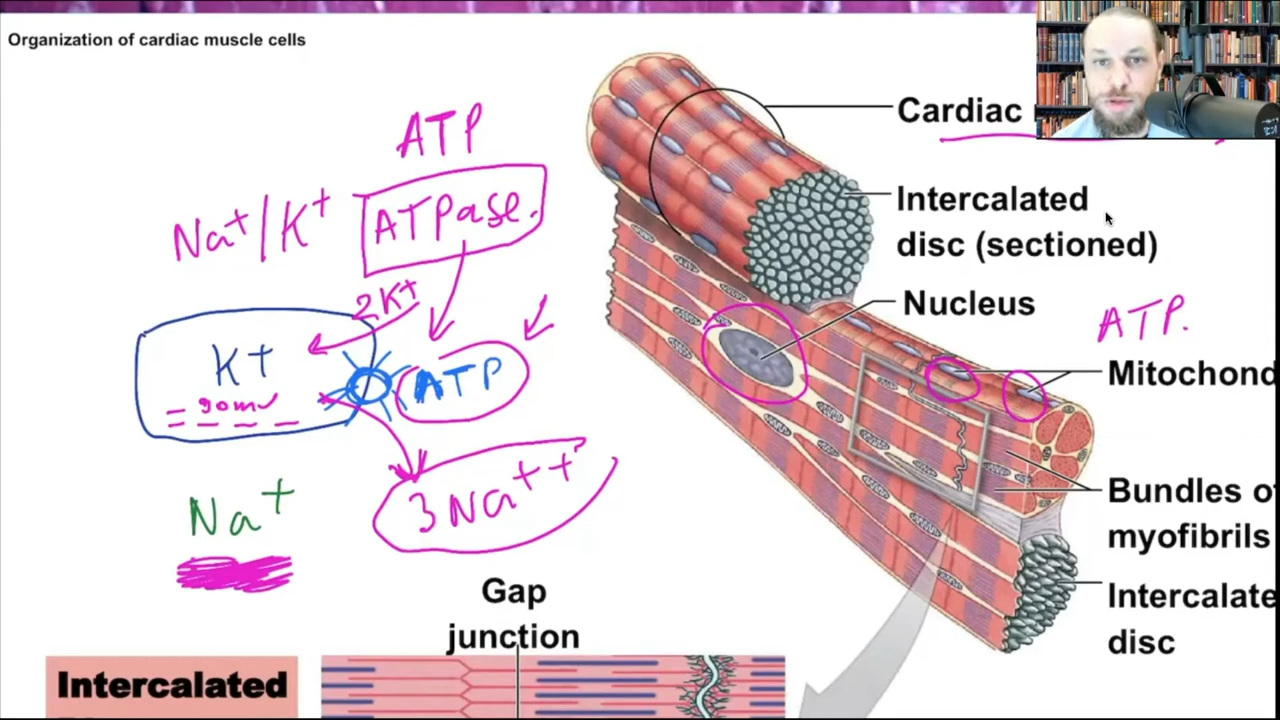 Organization of cardiac muscle cells
ATP
Na+/K+ ATPase.
2K+
K+
ATP
90mv
Na+
3Na++
Cardiac
Intercalated
disc (sectioned)
Nucleus
ATP.
Mitochond
Bundles of
myofibrils
Intercalate
disc
Gap
junction
Intercalated